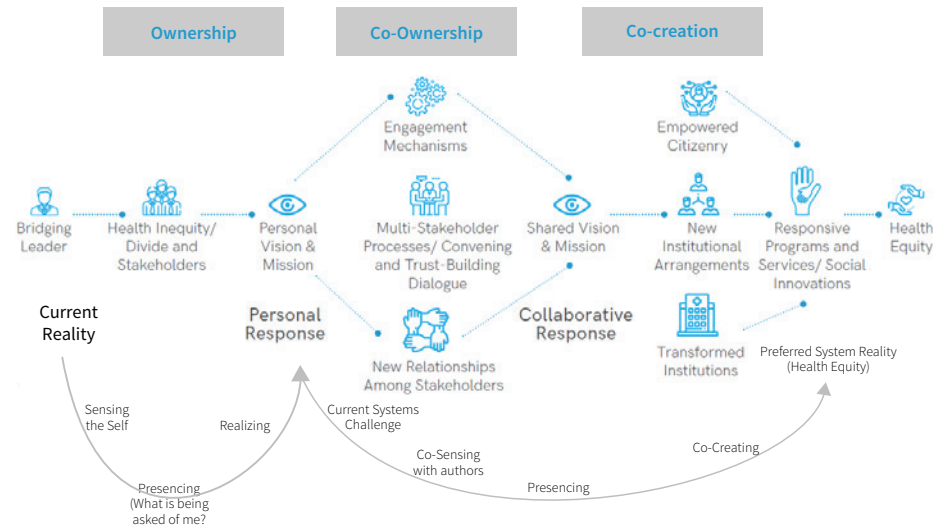 Ownership
Co-Ownership
Co-creation
Engagement
Mechanisms
Empowered
Citizenry
Bridging
Leader
Health Inequity/
Divide and
Stakeholders
Personal
Vision &
Mission
Multi-Stakeholder
Processes/ Convening
and Trust-Building
Dialogue
Shared Vision
& Mission
New
Institutional
Arrangements
Responsive
Programs and
Services/ Social
Innovations
Health
Equity
Current
Reality
Personal
Response
Collaborative
Response
New Relationships
Among Stakeholders
Transformed
Institutions
Preferred System Reality
(Health Equity)
Sensing
the Self
Realizing
Presencing
(What is being
asked of me?
Current Systems
Challenge
Co-Sensing
with authors
Presencing
Co-Creating